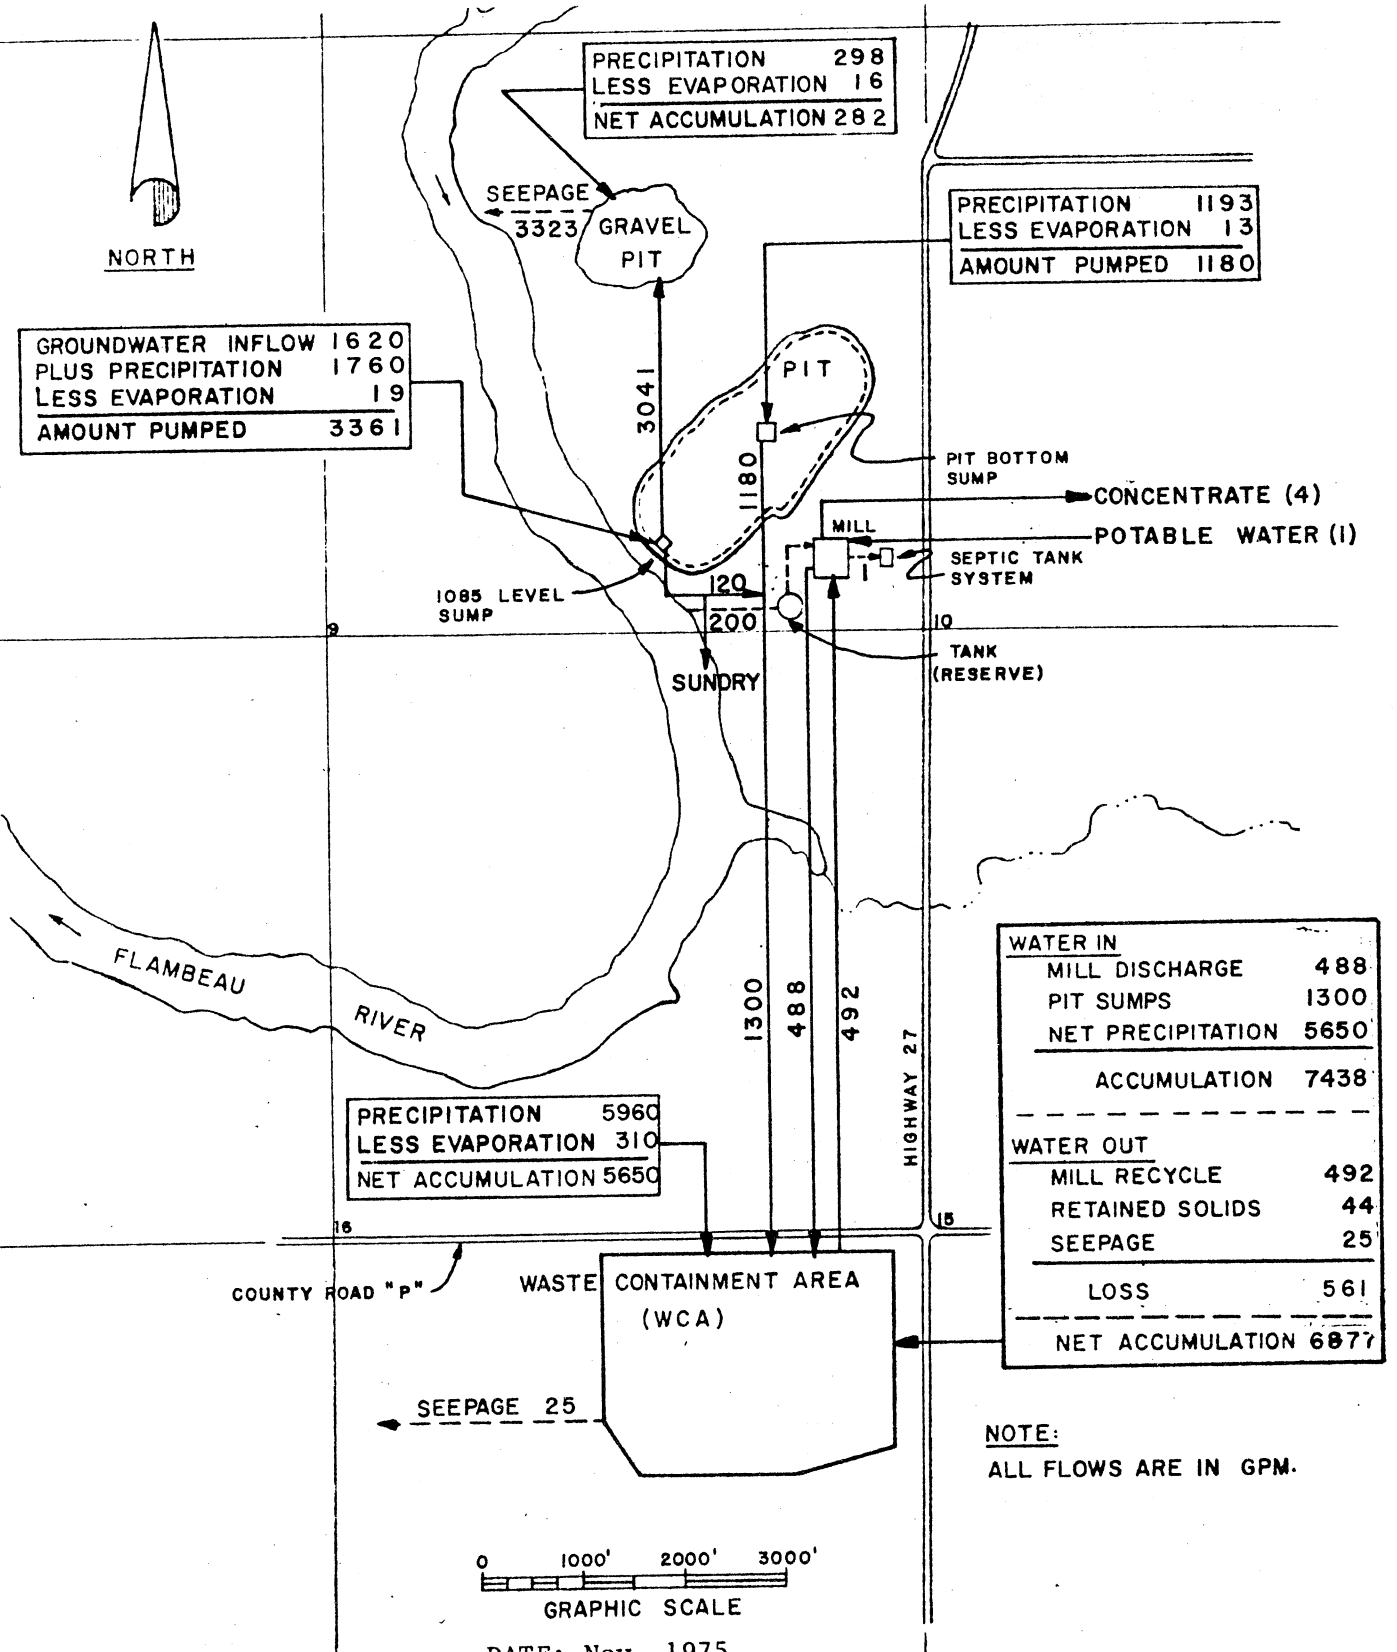 PRECIPITATION 298
LESS EVAPORATION 16
NET ACCUMULATION 282
NORTH
SEEPAGE
3323
GRAVEL
PIT
PRECIPITATION 1193
LESS EVAPORATION 13
AMOUNT PUMPED 1180
GROUNDWATER INFLOW 1620
PLUS PRECIPITATION 1760
LESS EVAPORATION 19
AMOUNT PUMPED 3361
3041
PIT
1180
PIT BOTTOM
SUMP
CONCENTRATE (4)
MILL
POTABLE WATER (1)
SEPTIC TANK
SYSTEM
1
1085 LEVEL
SUMP
120
200
9
10
TANK
(RESERVE)
SUNDRY
FLAMBEAU
RIVER
1300
488
492
HIGHWAY 27
WATER IN
MILL DISCHARGE 488
PIT SUMPS 1300
NET PRECIPITATION 5650
ACCUMULATION 7438
WATER OUT
MILL RECYCLE 492
RETAINED SOLIDS 44
SEEPAGE 25
LOSS 561
NET ACCUMULATION 6877
PRECIPITATION 5960
LESS EVAPORATION 310
NET ACCUMULATION 5650
16
15
COUNTY ROAD "P"
WASTE CONTAINMENT AREA
(WCA)
SEEPAGE 25
NOTE:
ALL FLOWS ARE IN GPM.
0 1000' 2000' 3000'
GRAPHIC SCALE
DATE: Nov. 1975